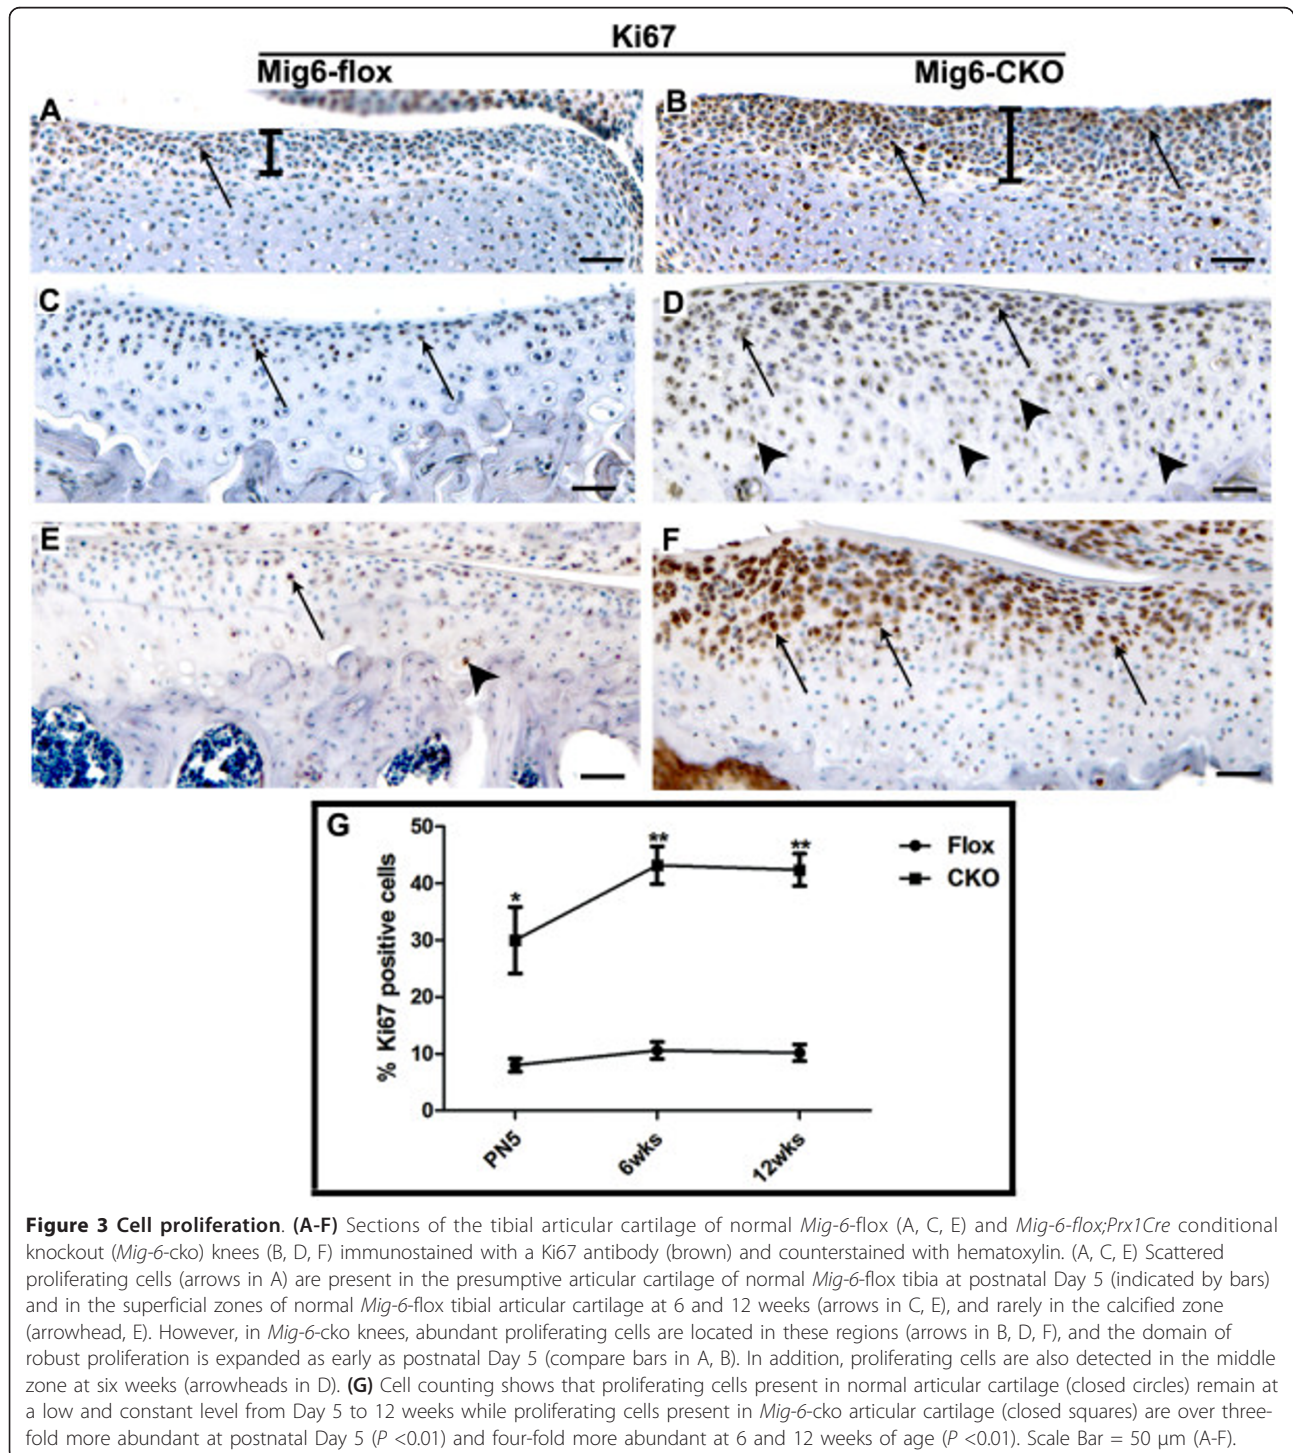 Ki67
Mig6-flox Mig6-CKO
A B
C D
E F
G
50
40
30
20
10
0
% Ki67 positive cells
* ** **
Flox
CKO
PN5 6wks 12wks
Figure 3 Cell proliferation. (A-F) Sections of the tibial articular cartilage of normal Mig-6-flox (A, C, E) and Mig-6-flox;Prx1Cre conditional
knockout (Mig-6-cko) knees (B, D, F) immunostained with a Ki67 antibody (brown) and counterstained with hematoxylin. (A, C, E) Scattered
proliferating cells (arrows in A) are present in the presumptive articular cartilage of normal Mig-6-flox tibia at postnatal Day 5 (indicated by bars)
and in the superficial zones of normal Mig-6-flox tibial articular cartilage at 6 and 12 weeks (arrows in C, E), and rarely in the calcified zone
(arrowhead, E). However, in Mig-6-cko knees, abundant proliferating cells are located in these regions (arrows in B, D, F), and the domain of
robust proliferation is expanded as early as postnatal Day 5 (compare bars in A, B). In addition, proliferating cells are also detected in the middle
zone at six weeks (arrowheads in D). (G) Cell counting shows that proliferating cells present in normal articular cartilage (closed circles) remain at
a low and constant level from Day 5 to 12 weeks while proliferating cells present in Mig-6-cko articular cartilage (closed squares) are over three-
fold more abundant at postnatal Day 5 (P <0.01) and four-fold more abundant at 6 and 12 weeks of age (P <0.01). Scale Bar = 50 μm (A-F).